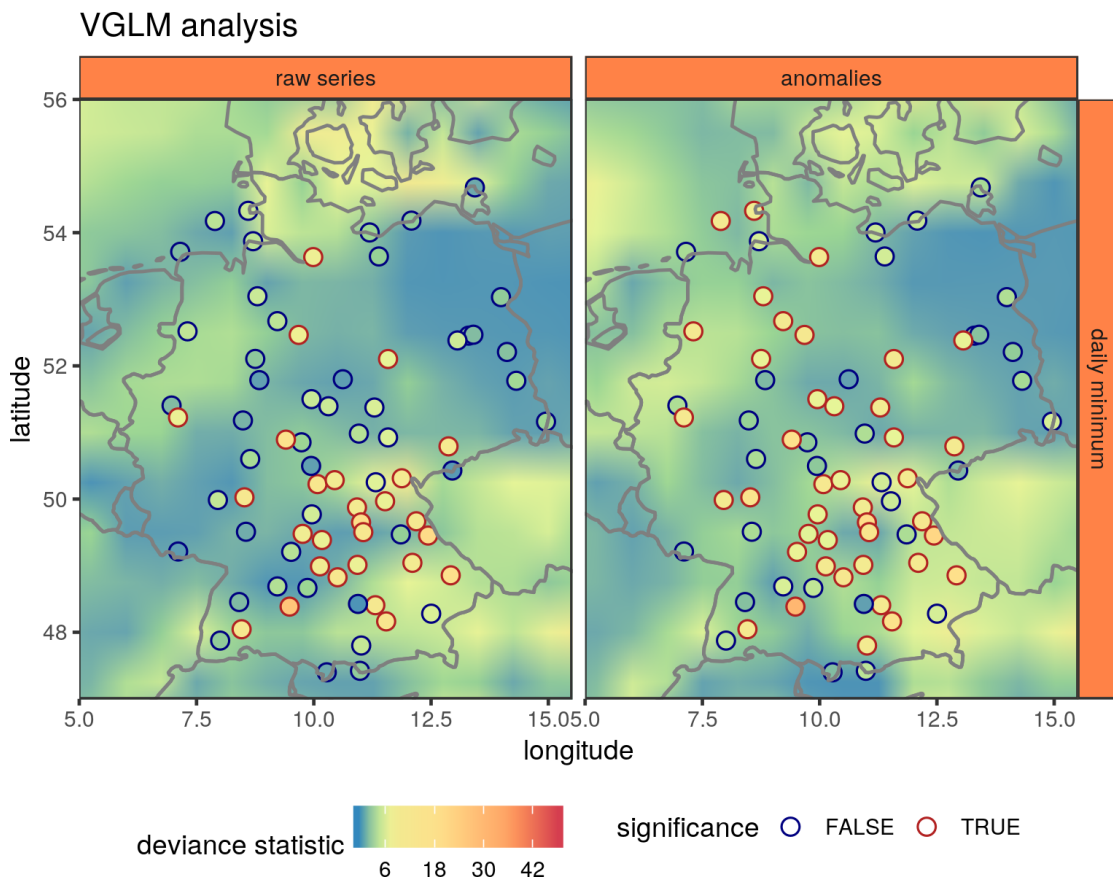 VGLM analysis
raw series
anomalies
56
54
52
50
48
latitude
daily minimum
5.0 7.5 10.0 12.5 15.0 5.0 7.5 10.0 12.5 15.0
longitude
deviance statistic
6 18 30 42
significance FALSE TRUE